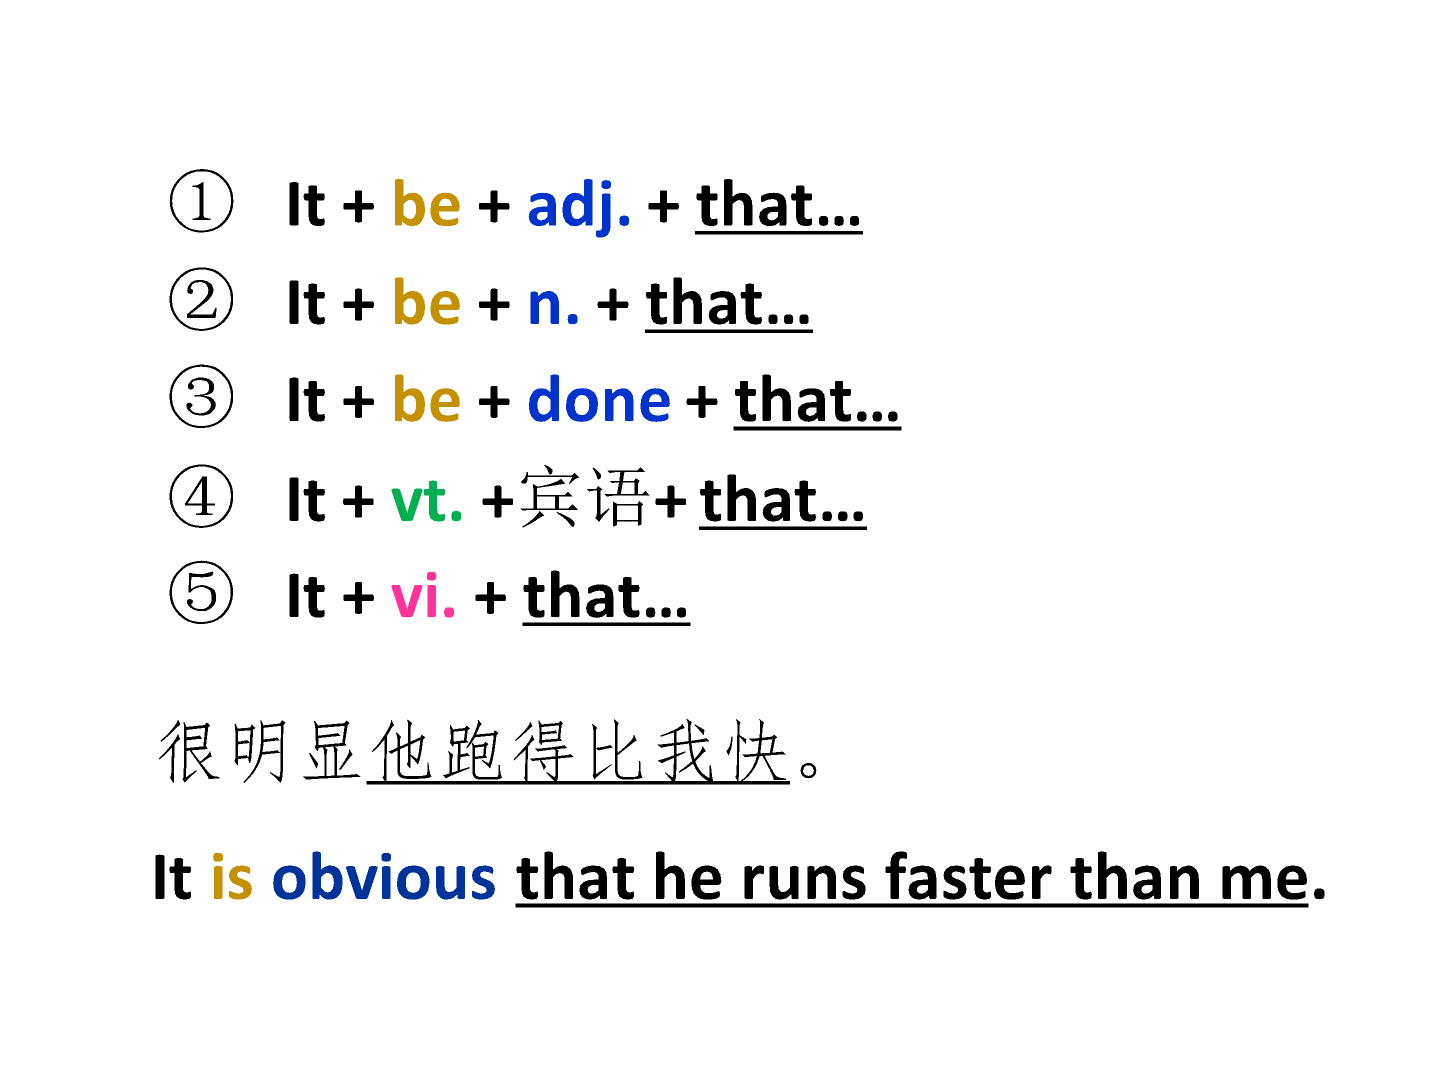 ① It + be + adj. + that…
② It + be + n. + that…
③ It + be + done + that…
④ It + vt. +宾语+ that…
⑤ It + vi. + that…
很明显他跑得比我快。
It is obvious that he runs faster than me.